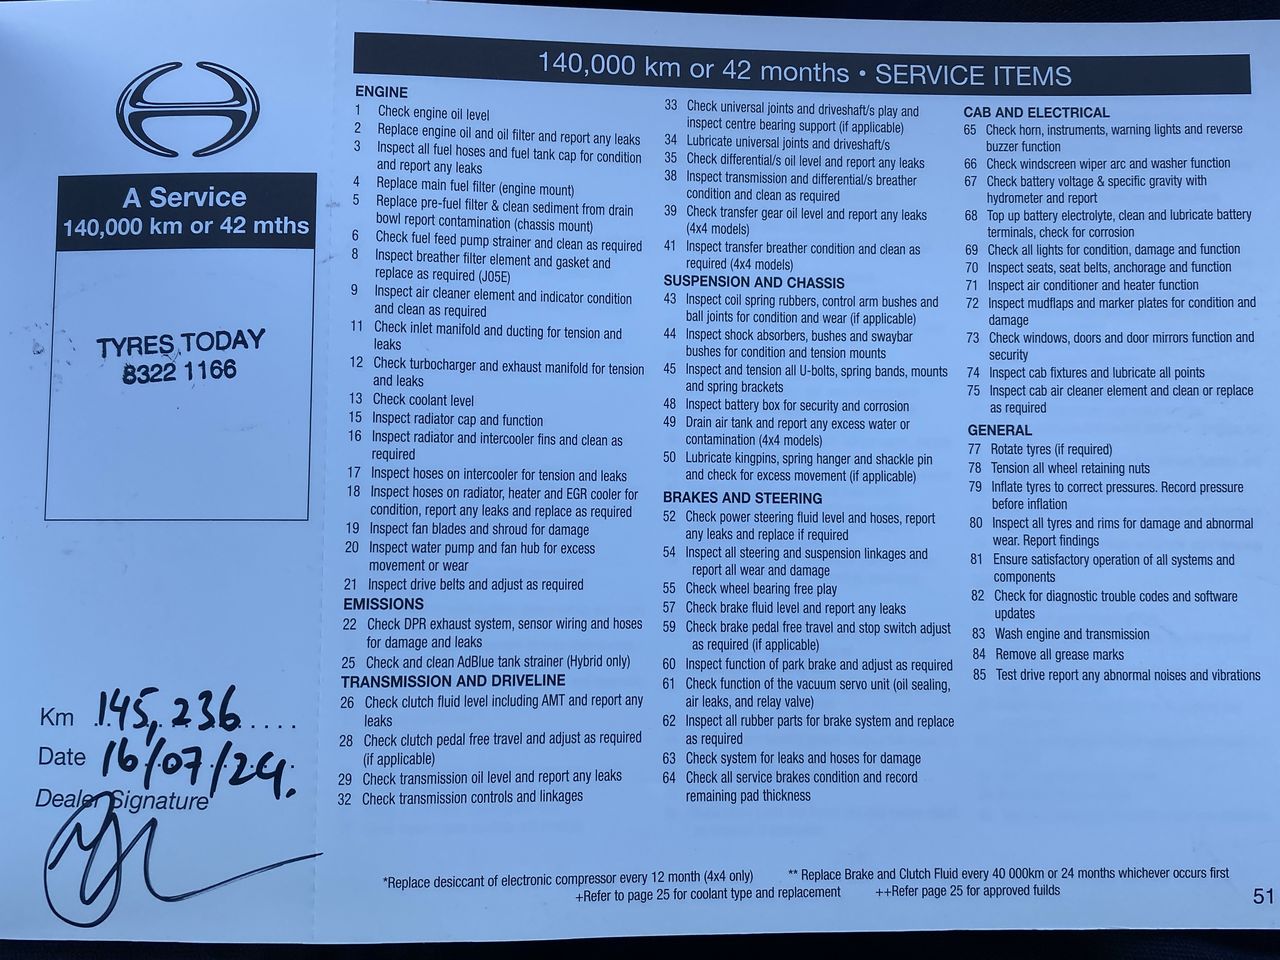 A Service
140,000 km or 42 mths
TYRES TODAY
8322 1166
Km 145,236
Date 16/07/24.
Dealer Signature
140,000 km or 42 months • SERVICE ITEMS
ENGINE
1 Check engine oil level
2 Replace engine oil and oil filter and report any leaks
3 Inspect all fuel hoses and fuel tank cap for condition
and report any leaks
4 Replace main fuel filter (engine mount)
5 Replace pre-fuel filter & clean sediment from drain
bowl report contamination (chassis mount)
6 Check fuel feed pump strainer and clean as required
8 Inspect breather filter element and gasket and
replace as required (J05E)
9 Inspect air cleaner element and indicator condition
and clean as required
11 Check inlet manifold and ducting for tension and
leaks
12 Check turbocharger and exhaust manifold for tension
and leaks
13 Check coolant level
15 Inspect radiator cap and function
16 Inspect radiator and intercooler fins and clean as
required
17 Inspect hoses on intercooler for tension and leaks
18 Inspect hoses on radiator, heater and EGR cooler for
condition, report any leaks and replace as required
19 Inspect fan blades and shroud for damage
20 Inspect water pump and fan hub for excess
movement or wear
21 Inspect drive belts and adjust as required
EMISSIONS
22 Check DPR exhaust system, sensor wiring and hoses
for damage and leaks
25 Check and clean AdBlue tank strainer (Hybrid only)
TRANSMISSION AND DRIVELINE
26 Check clutch fluid level including AMT and report any
leaks
28 Check clutch pedal free travel and adjust as required
(if applicable)
29 Check transmission oil level and report any leaks
32 Check transmission controls and linkages
33 Check universal joints and driveshaft/s play and
inspect centre bearing support (if applicable)
34 Lubricate universal joints and driveshaft/s
35 Check differential/s oil level and report any leaks
38 Inspect transmission and differential/s breather
condition and clean as required
39 Check transfer gear oil level and report any leaks
(4x4 models)
41 Inspect transfer breather condition and clean as
required (4x4 models)
SUSPENSION AND CHASSIS
43 Inspect coil spring rubbers, control arm bushes and
ball joints for condition and wear (if applicable)
44 Inspect shock absorbers, bushes and swaybar
bushes for condition and tension mounts
45 Inspect and tension all U-bolts, spring bands, mounts
and spring brackets
48 Inspect battery box for security and corrosion
49 Drain air tank and report any excess water or
contamination (4x4 models)
50 Lubricate kingpins, spring hanger and shackle pin
and check for excess movement (if applicable)
BRAKES AND STEERING
52 Check power steering fluid level and hoses, report
any leaks and replace if required
54 Inspect all steering and suspension linkages and
report all wear and damage
55 Check wheel bearing free play
57 Check brake fluid level and report any leaks
59 Check brake pedal free travel and stop switch adjust
as required (if applicable)
60 Inspect function of park brake and adjust as required
61 Check function of the vacuum servo unit (oil sealing,
air leaks, and relay valve)
62 Inspect all rubber parts for brake system and replace
as required
63 Check system for leaks and hoses for damage
64 Check all service brakes condition and record
remaining pad thickness
CAB AND ELECTRICAL
65 Check horn, instruments, warning lights and reverse
buzzer function
66 Check windscreen wiper arc and washer function
67 Check battery voltage & specific gravity with
hydrometer and report
68 Top up battery electrolyte, clean and lubricate battery
terminals, check for corrosion
69 Check all lights for condition, damage and function
70 Inspect seats, seat belts, anchorage and function
71 Inspect air conditioner and heater function
72 Inspect mudflaps and marker plates for condition and
damage
73 Check windows, doors and door mirrors function and
security
74 Inspect cab fixtures and lubricate all points
75 Inspect cab air cleaner element and clean or replace
as required
GENERAL
77 Rotate tyres (if required)
78 Tension all wheel retaining nuts
79 Inflate tyres to correct pressures. Record pressure
before inflation
80 Inspect all tyres and rims for damage and abnormal
wear. Report findings
81 Ensure satisfactory operation of all systems and
components
82 Check for diagnostic trouble codes and software
updates
83 Wash engine and transmission
84 Remove all grease marks
85 Test drive report any abnormal noises and vibrations
*Replace desiccant of electronic compressor every 12 month (4x4 only) ** Replace Brake and Clutch Fluid every 40 000km or 24 months whichever occurs first
+Refer to page 25 for coolant type and replacement ++Refer page 25 for approved fuilds
51